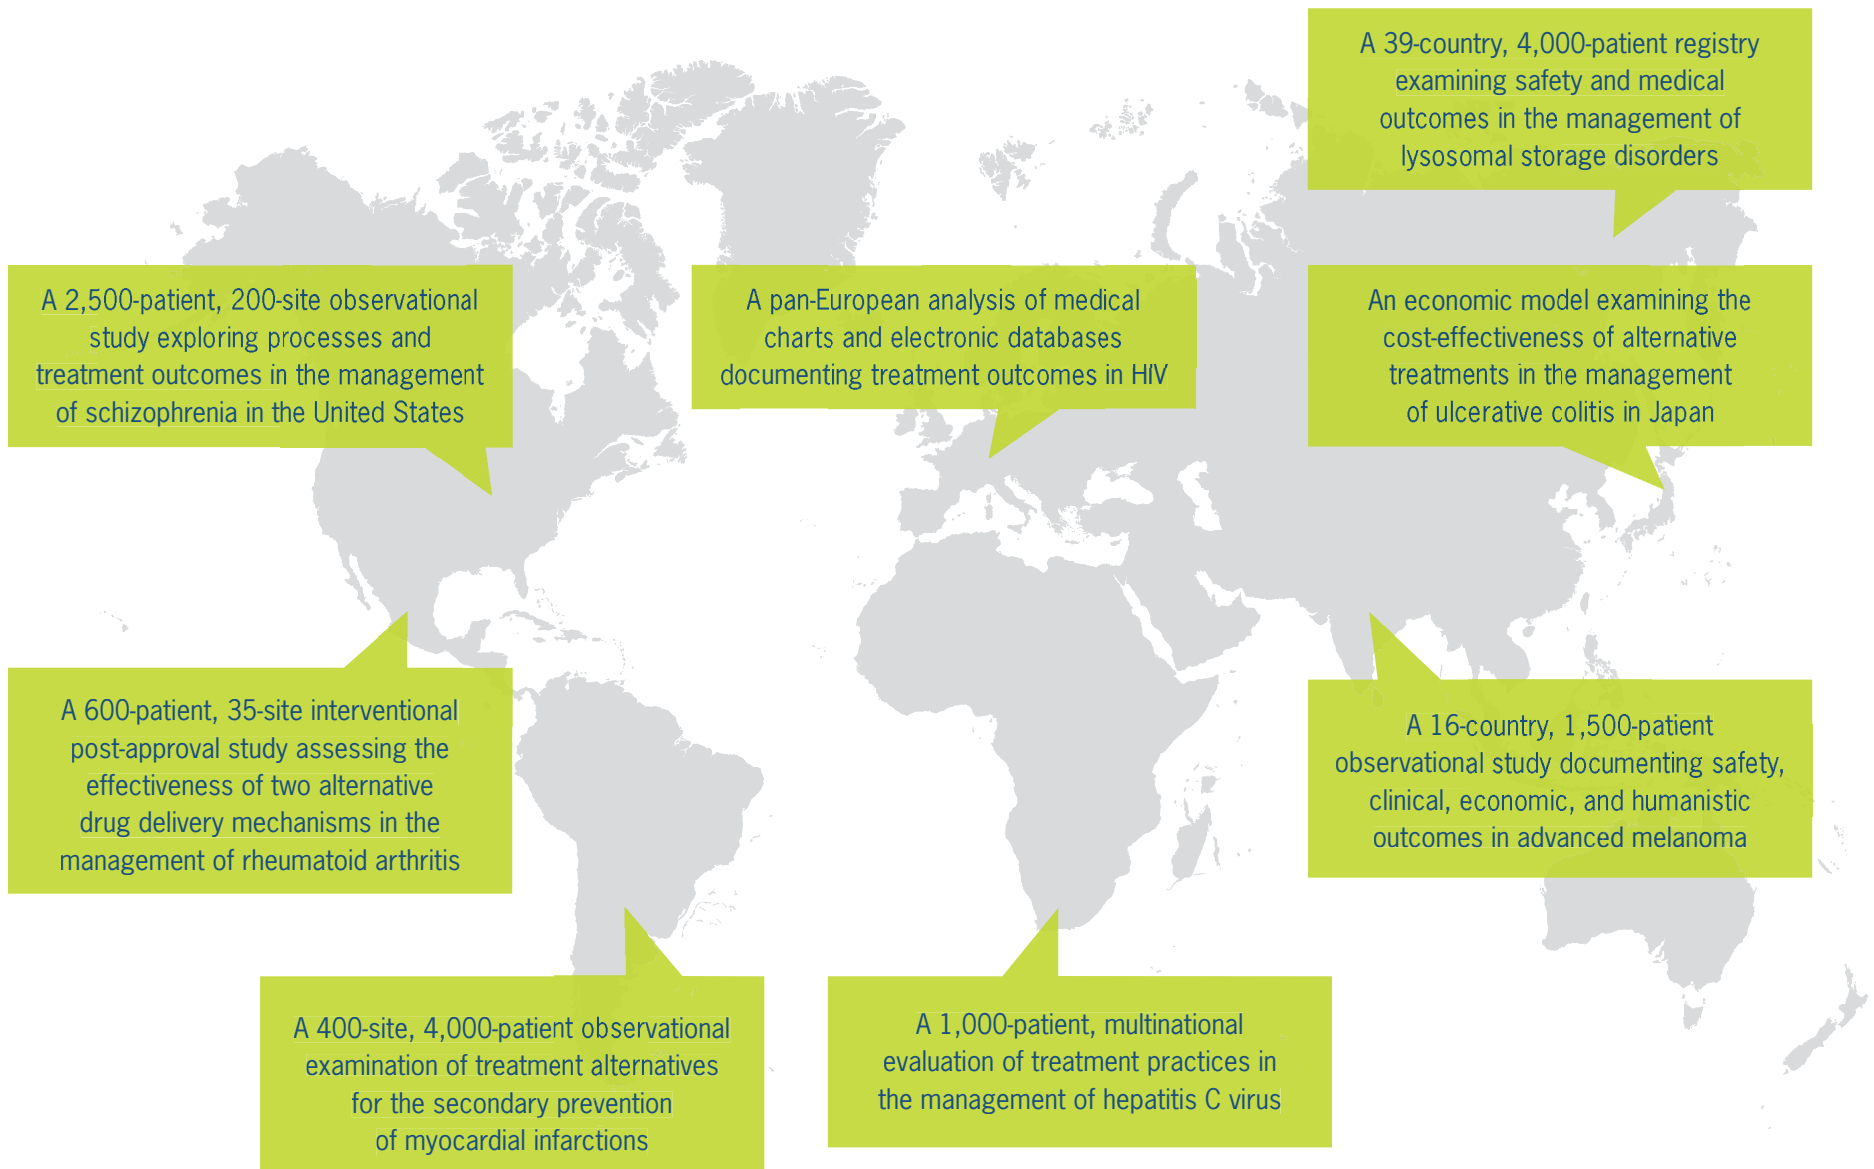 A 39-country, 4,000-patient registry
examining safety and medical
outcomes in the management of
lysosomal storage disorders
A 2,500-patient, 200-site observational
study exploring processes and
treatment outcomes in the management
of schizophrenia in the United States
A pan-European analysis of medical
charts and electronic databases
documenting treatment outcomes in HIV
An economic model examining the
cost-effectiveness of alternative
treatments in the management
of ulcerative colitis in Japan
A 600-patient, 35-site interventional
post-approval study assessing the
effectiveness of two alternative
drug delivery mechanisms in the
management of rheumatoid arthritis
A 16-country, 1,500-patient
observational study documenting safety,
clinical, economic, and humanistic
outcomes in advanced melanoma
A 400-site, 4,000-patient observational
examination of treatment alternatives
for the secondary prevention
of myocardial infarctions
A 1,000-patient, multinational
evaluation of treatment practices in
the management of hepatitis C virus